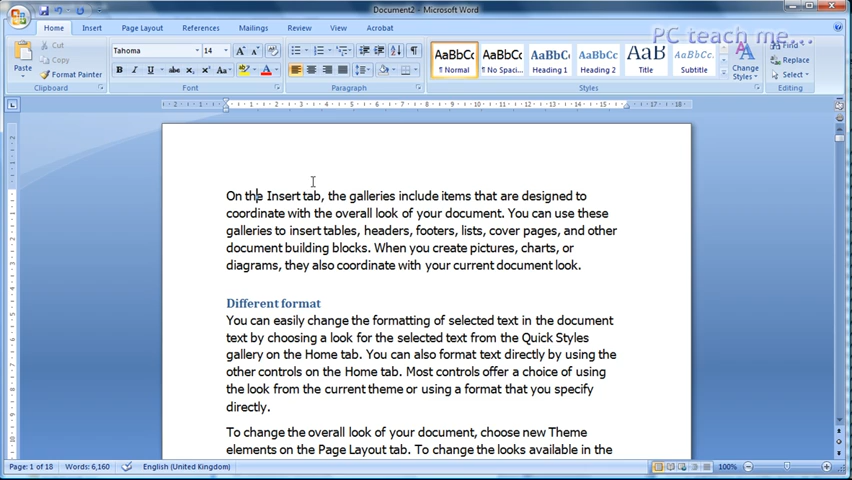 Document2 - Microsoft Word
PC teach me...
Home Insert Page Layout References Mailings Review View Acrobat
Cut
Copy
Paste
Format Painter
Clipboard
Tahoma 14
B I U abc x₂ x² Aa
Font
Paragraph
AaBbCc AaBbCc AaBbCc AaBbCc AaB AaBbCc
¶ Normal ¶ No Spaci... Heading 1 Heading 2 Title Subtitle
Change Styles
Styles
Find
Replace
Select
Editing
On the Insert tab, the galleries include items that are designed to
coordinate with the overall look of your document. You can use these
galleries to insert tables, headers, footers, lists, cover pages, and other
document building blocks. When you create pictures, charts, or
diagrams, they also coordinate with your current document look.
Different format
You can easily change the formatting of selected text in the document
text by choosing a look for the selected text from the Quick Styles
gallery on the Home tab. You can also format text directly by using the
other controls on the Home tab. Most controls offer a choice of using
the look from the current theme or using a format that you specify
directly.
To change the overall look of your document, choose new Theme
elements on the Page Layout tab. To change the looks available in the
Page: 1 of 18 Words: 6,160 English (United Kingdom) 100%